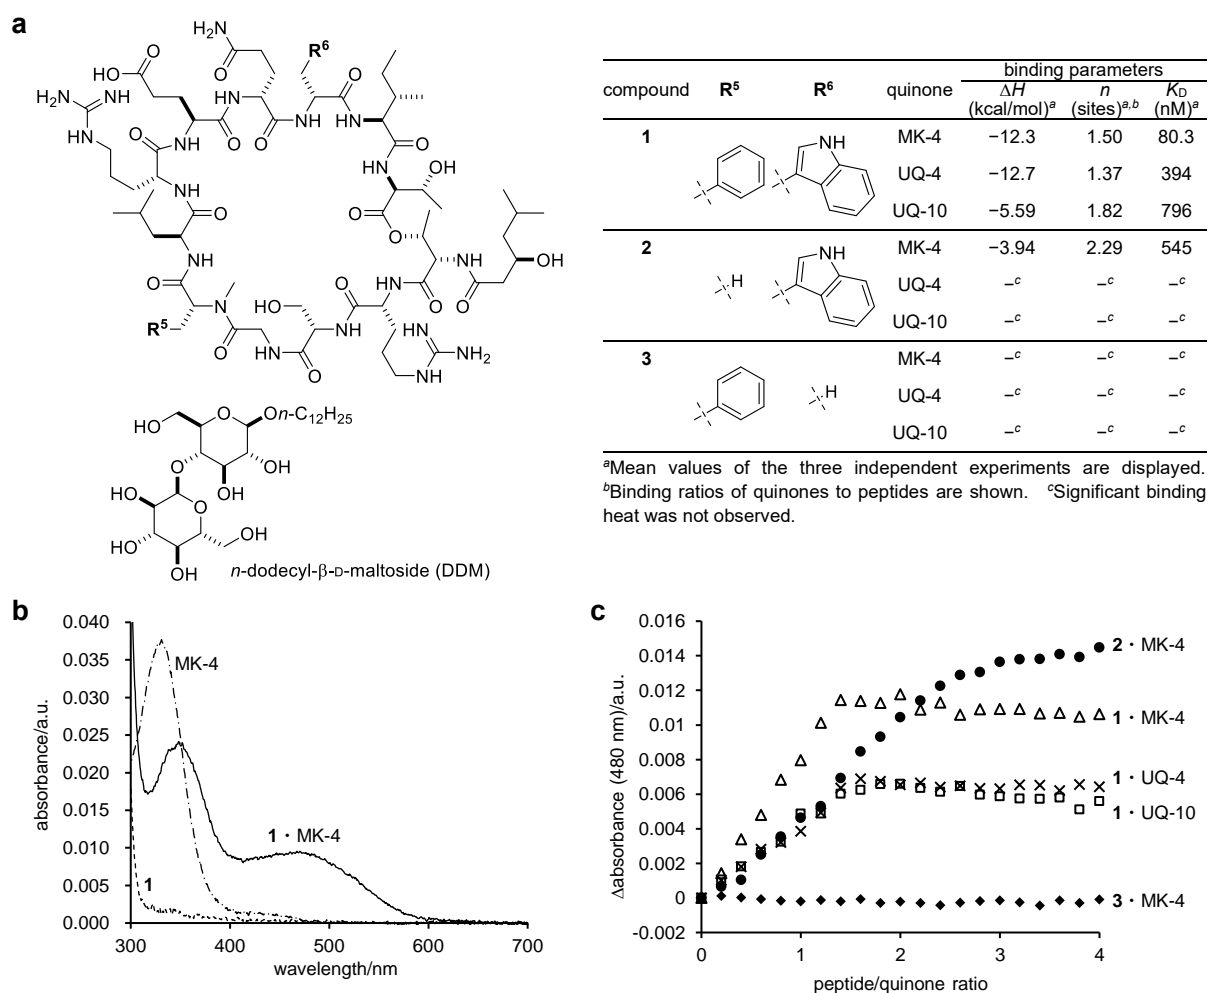 a
H₂N
O
R⁶
O
HO
O
NH₂
H₂N
NH
HN
O
O
NH
HN
O
HN
O
NH
O
HN
OH
NH
O
O
O
NH
OH
O
NH
O
HN
O
O
N
HO
O
R⁵
O
HN
O
NH
HN
NH₂
NH
HO
O
On-C₁₂H₂₅
O
OH
OH
HO
O
HO
OH
OH
n-dodecyl-β-D-maltoside (DDM)
binding parameters
compound R⁵ R⁶ quinone ΔH n K_D
(kcal/mol)ᵃ (sites)ᵃ,ᵇ (nM)ᵃ
1 NH MK-4 −12.3 1.50 80.3
UQ-4 −12.7 1.37 394
UQ-10 −5.59 1.82 796
2 H NH MK-4 −3.94 2.29 545
UQ-4 –ᶜ –ᶜ –ᶜ
UQ-10 –ᶜ –ᶜ –ᶜ
3 H MK-4 –ᶜ –ᶜ –ᶜ
UQ-4 –ᶜ –ᶜ –ᶜ
UQ-10 –ᶜ –ᶜ –ᶜ
ᵃMean values of the three independent experiments are displayed.
ᵇBinding ratios of quinones to peptides are shown. ᶜSignificant binding
heat was not observed.
b
absorbance/a.u.
0.040
0.035
0.030
0.025
0.020
0.015
0.010
0.005
0.000
300 400 500 600 700
wavelength/nm
MK-4
1・MK-4
1
c
Δabsorbance (480 nm)/a.u.
0.016
0.014
0.012
0.01
0.008
0.006
0.004
0.002
0
-0.002
0 1 2 3 4
peptide/quinone ratio
2・MK-4
1・MK-4
1・UQ-4
1・UQ-10
3・MK-4